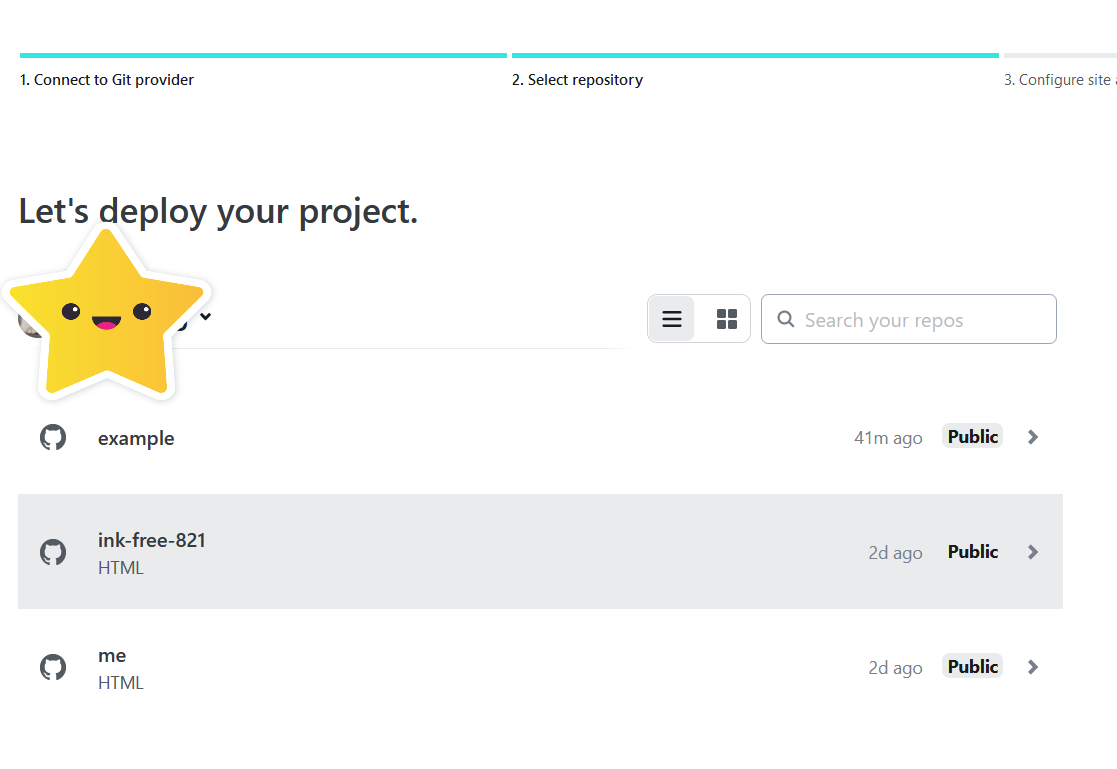 1. Connect to Git provider
2. Select repository
3. Configure site
Let's deploy your project.
Search your repos
example
41m ago
Public
ink-free-821
HTML
2d ago
Public
me
HTML
2d ago
Public